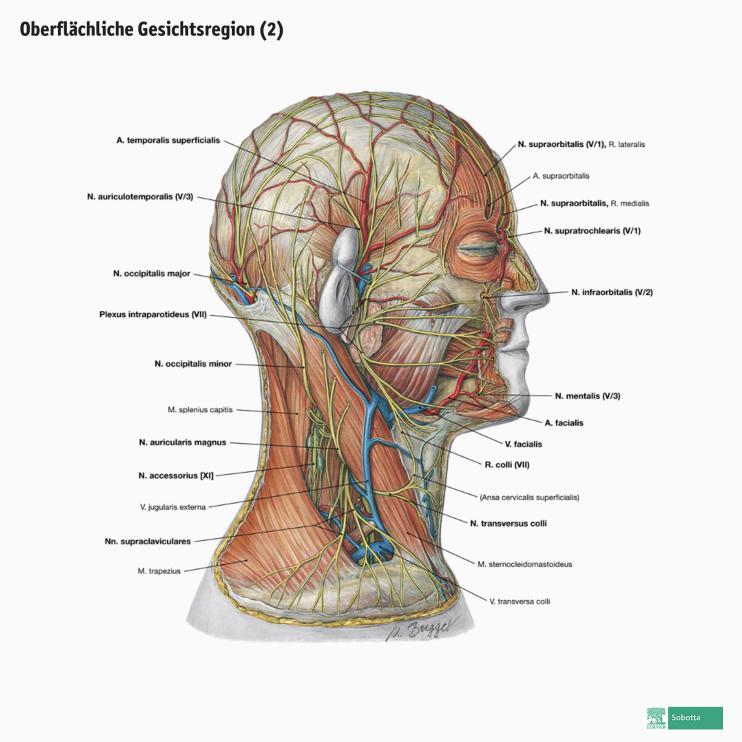 Oberflächliche Gesichtsregion (2)
A. temporalis superficialis
N. auriculotemporalis (V/3)
N. occipitalis major
Plexus intraparotideus (VII)
N. occipitalis minor
M. splenius capitis
N. auricularis magnus
N. accessorius [XI]
V. jugularis externa
Nn. supraclaviculares
M. trapezius
N. supraorbitalis (V/1), R. lateralis
A. supraorbitalis
N. supraorbitalis, R. medialis
N. supratrochlearis (V/1)
N. infraorbitalis (V/2)
N. mentalis (V/3)
A. facialis
V. facialis
R. colli (VII)
(Ansa cervicalis superficialis)
N. transversus colli
M. sternocleidomastoideus
V. transversa colli
ELSEVIER
Sobotta